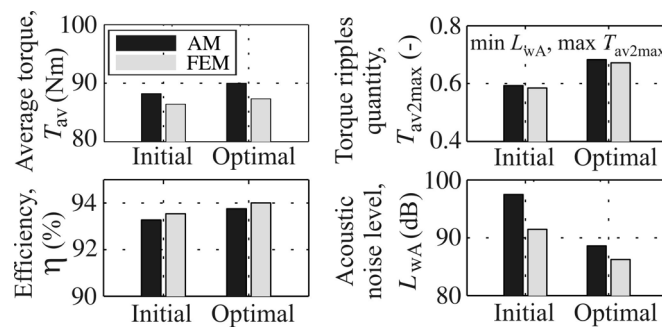 Average torque,
T_av (Nm)
100
90
80
AM
FEM
Initial Optimal
Torque ripples
quantity,
T_av2max (-)
0.8
0.6
0.4
min L_wA, max T_av2max
Initial Optimal
Efficiency,
η (%)
94
92
90
Initial Optimal
Acoustic
noise level,
L_wA (dB)
100
90
80
Initial Optimal